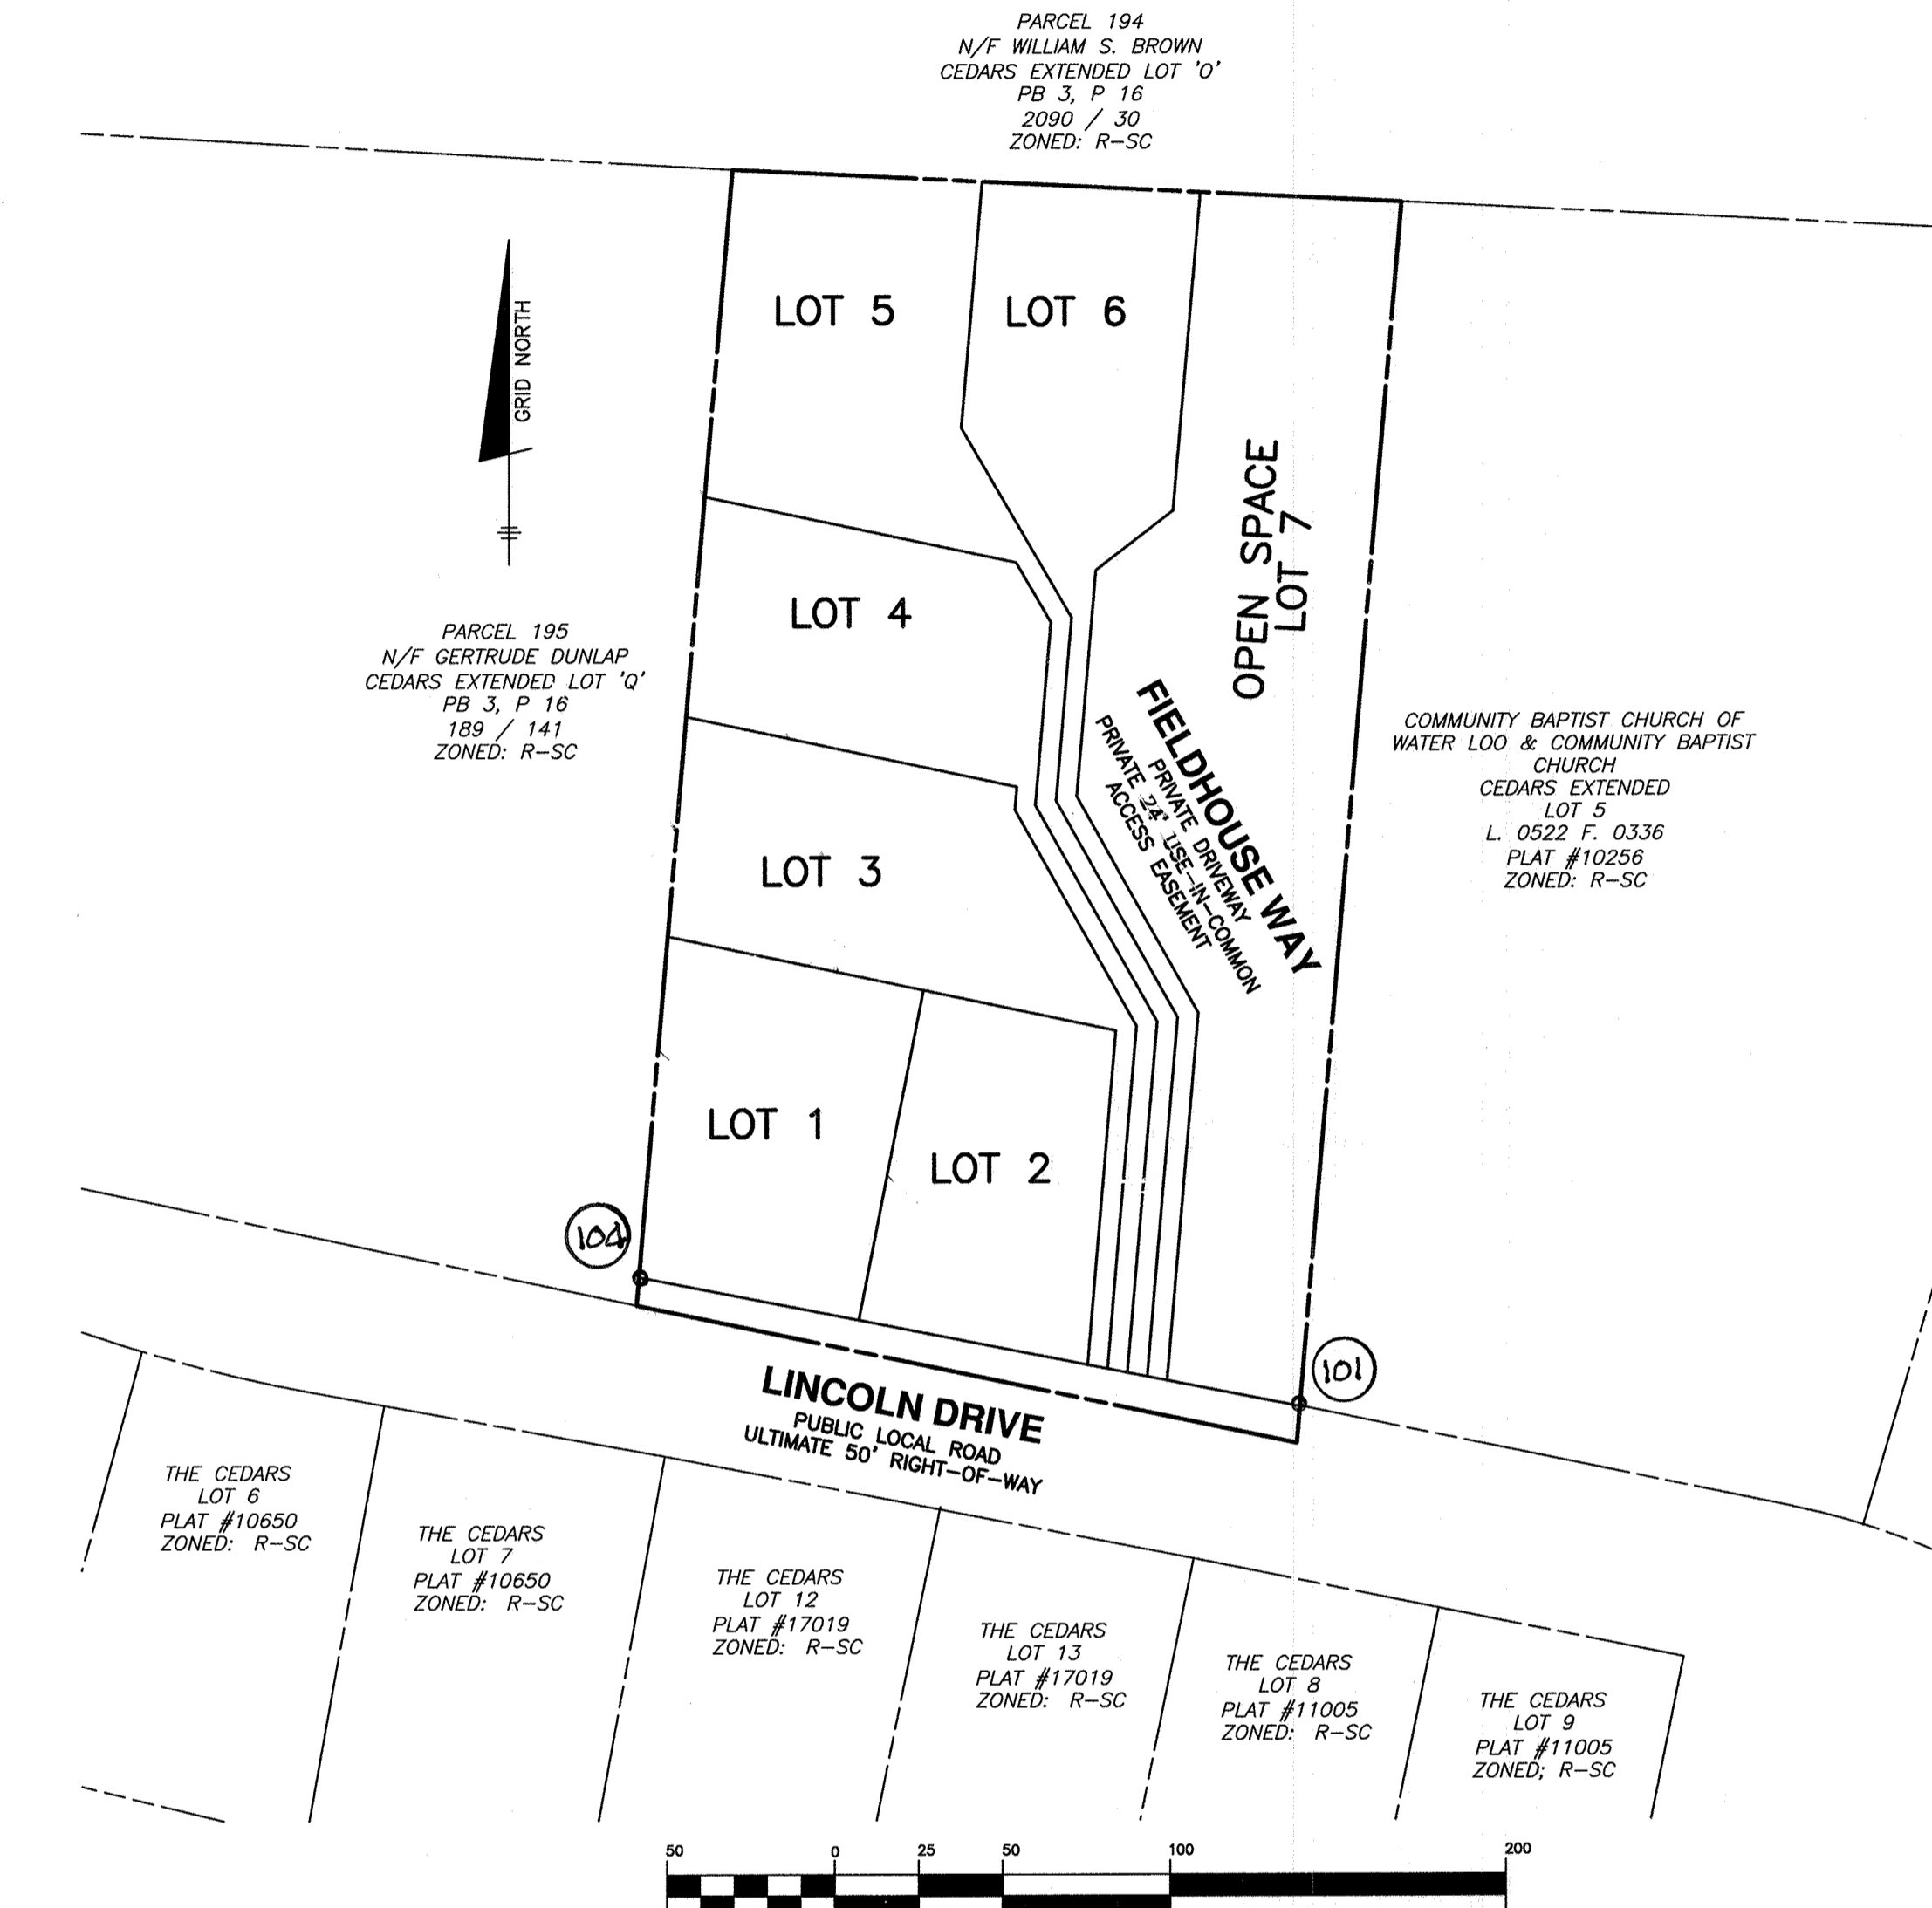 PARCEL 194
N/F WILLIAM S. BROWN
CEDARS EXTENDED LOT 'O'
PB 3, P 16
2090 / 30
ZONED: R-SC
GRID NORTH
LOT 5
LOT 6
OPEN SPACE
LOT 7
LOT 4
PARCEL 195
N/F GERTRUDE DUNLAP
CEDARS EXTENDED LOT 'Q'
PB 3, P 16
189 / 141
ZONED: R-SC
FIELDHOUSE WAY
PRIVATE DRIVEWAY
PRIVATE 24' USE-IN-COMMON
ACCESS EASEMENT
COMMUNITY BAPTIST CHURCH OF
WATER LOO & COMMUNITY BAPTIST
CHURCH
CEDARS EXTENDED
LOT 5
L. 0522 F. 0336
PLAT #10256
ZONED: R-SC
LOT 3
LOT 1
LOT 2
104
101
LINCOLN DRIVE
PUBLIC LOCAL ROAD
ULTIMATE 50' RIGHT-OF-WAY
THE CEDARS
LOT 6
PLAT #10650
ZONED: R-SC
THE CEDARS
LOT 7
PLAT #10650
ZONED: R-SC
THE CEDARS
LOT 12
PLAT #17019
ZONED: R-SC
THE CEDARS
LOT 13
PLAT #17019
ZONED: R-SC
THE CEDARS
LOT 8
PLAT #11005
ZONED: R-SC
THE CEDARS
LOT 9
PLAT #11005
ZONED; R-SC
50 0 25 50 100 200